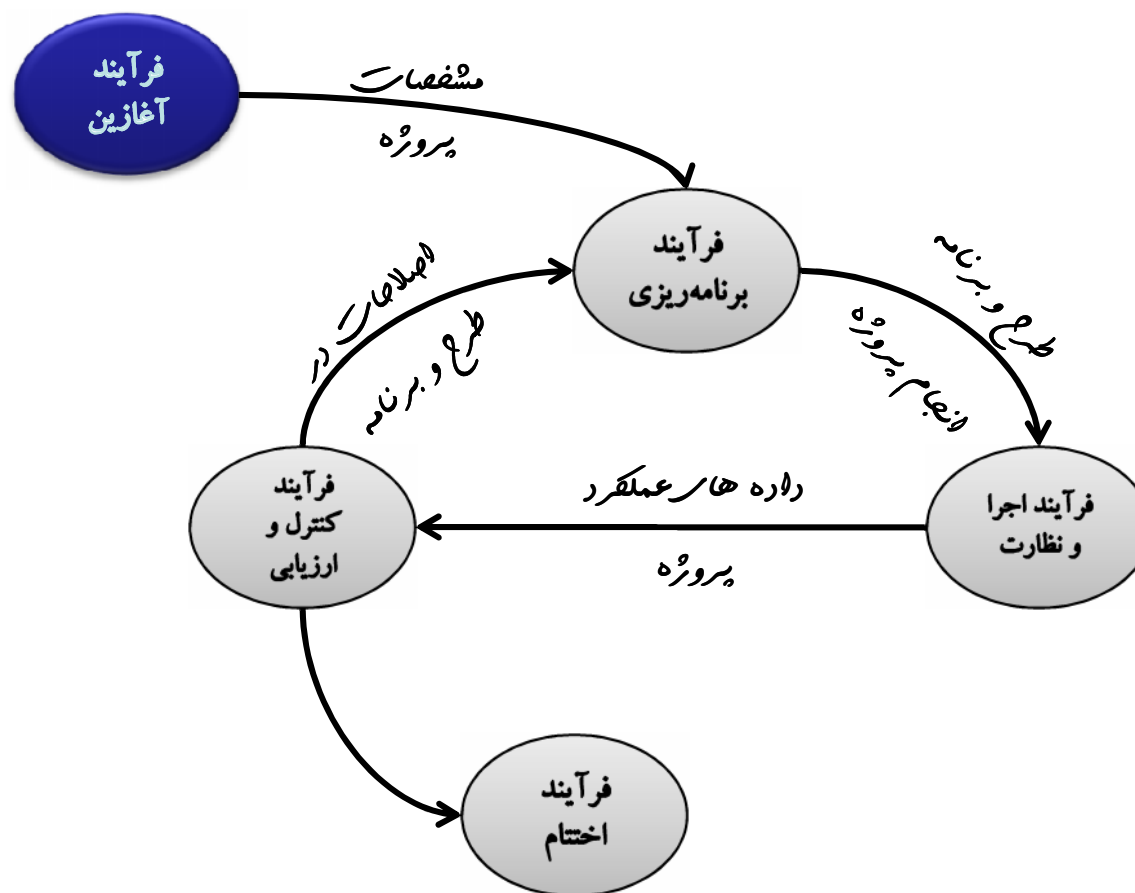 فرآیند
آغازین
مشخصات
پروژه
فرآیند
برنامه‌ریزی
طرح و برنامه
انجام پروژه
اصلاحات در
طرح و برنامه
فرآیند
کنترل و
ارزیابی
داده های عملکرد
پروژه
فرآیند اجرا
و نظارت
فرآیند
اختتام